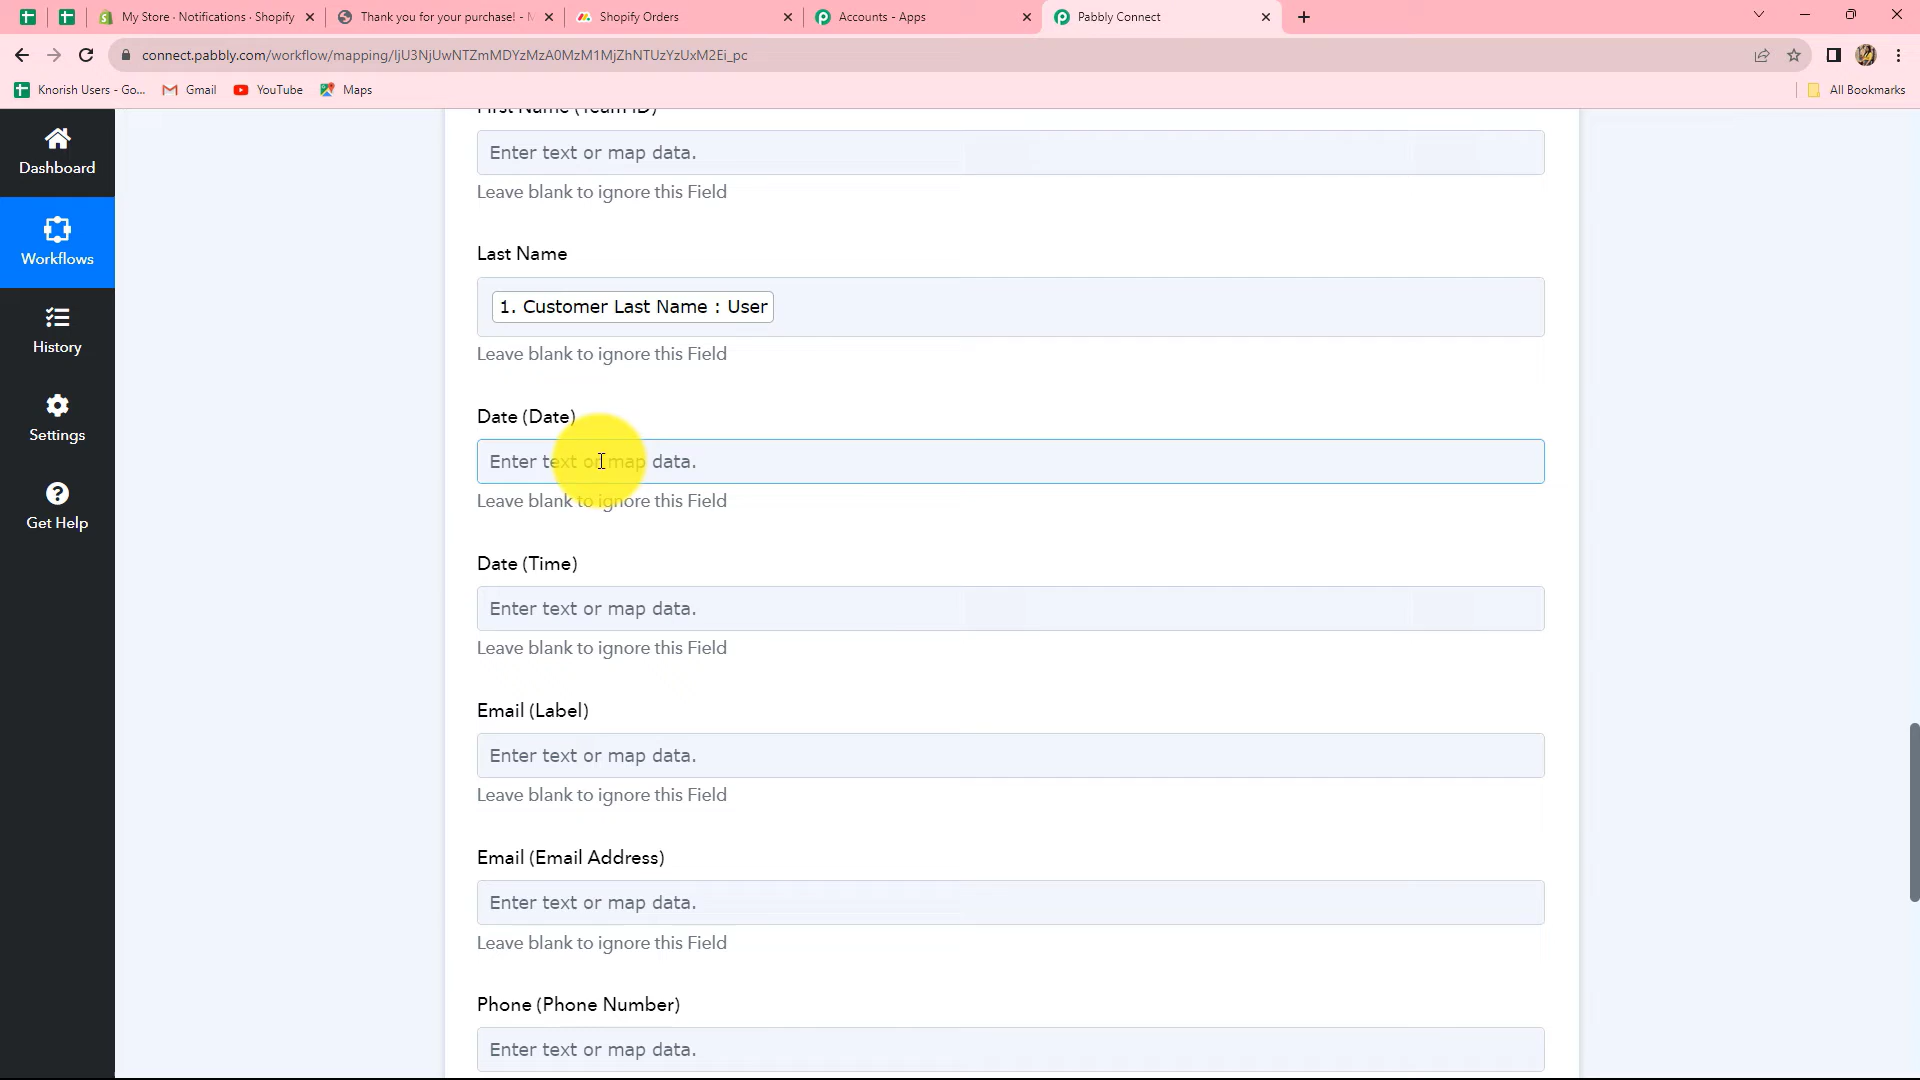 My Store · Notifications · Shopify
Thank you for your purchase! - M
Shopify Orders
Accounts - Apps
Pabbly Connect
connect.pabbly.com/workflow/mapping/IjU3NjUwNTZmMDYzMzA0MzM1MjZhNTUzYzUxM2Ei_pc
Knorish Users - Go...
Gmail
YouTube
Maps
All Bookmarks
Dashboard
Workflows
History
Settings
Get Help
First Name (Team ID)
Enter text or map data.
Leave blank to ignore this Field
Last Name
1. Customer Last Name : User
Leave blank to ignore this Field
Date (Date)
Enter text or map data.
Leave blank to ignore this Field
Date (Time)
Enter text or map data.
Leave blank to ignore this Field
Email (Label)
Enter text or map data.
Leave blank to ignore this Field
Email (Email Address)
Enter text or map data.
Leave blank to ignore this Field
Phone (Phone Number)
Enter text or map data.